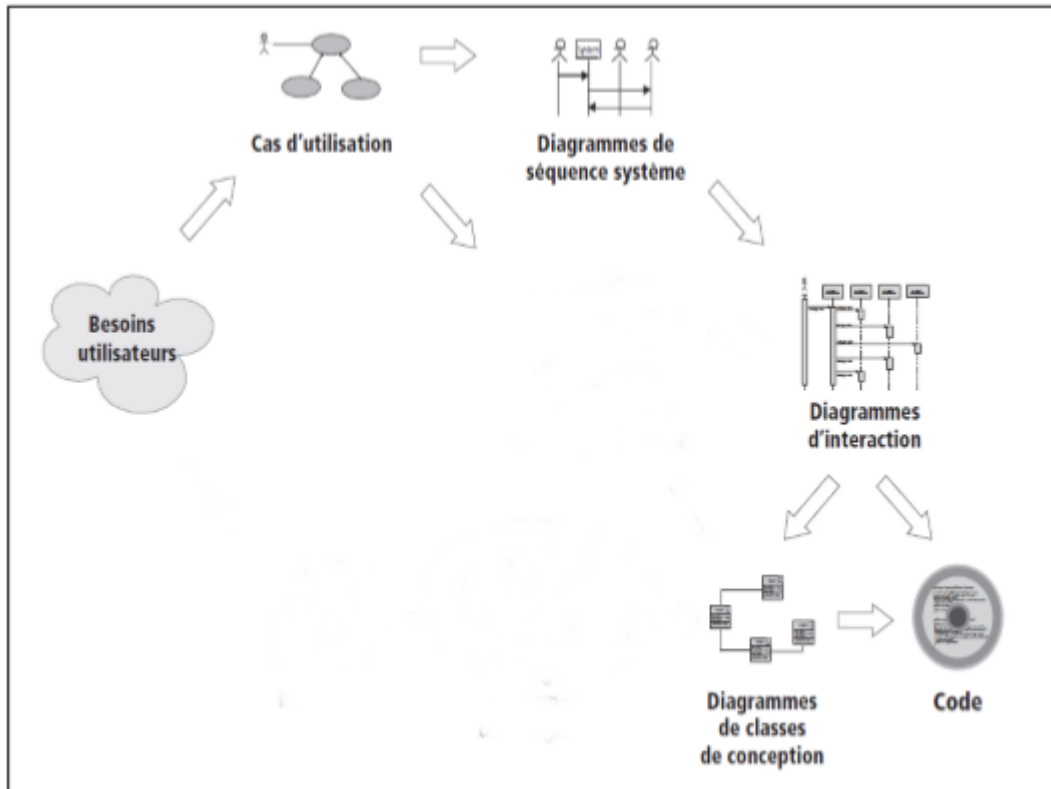 Cas d'utilisation
Diagrammes de
séquence système
Besoins
utilisateurs
Diagrammes
d'interaction
Diagrammes
de classes
de conception
Code